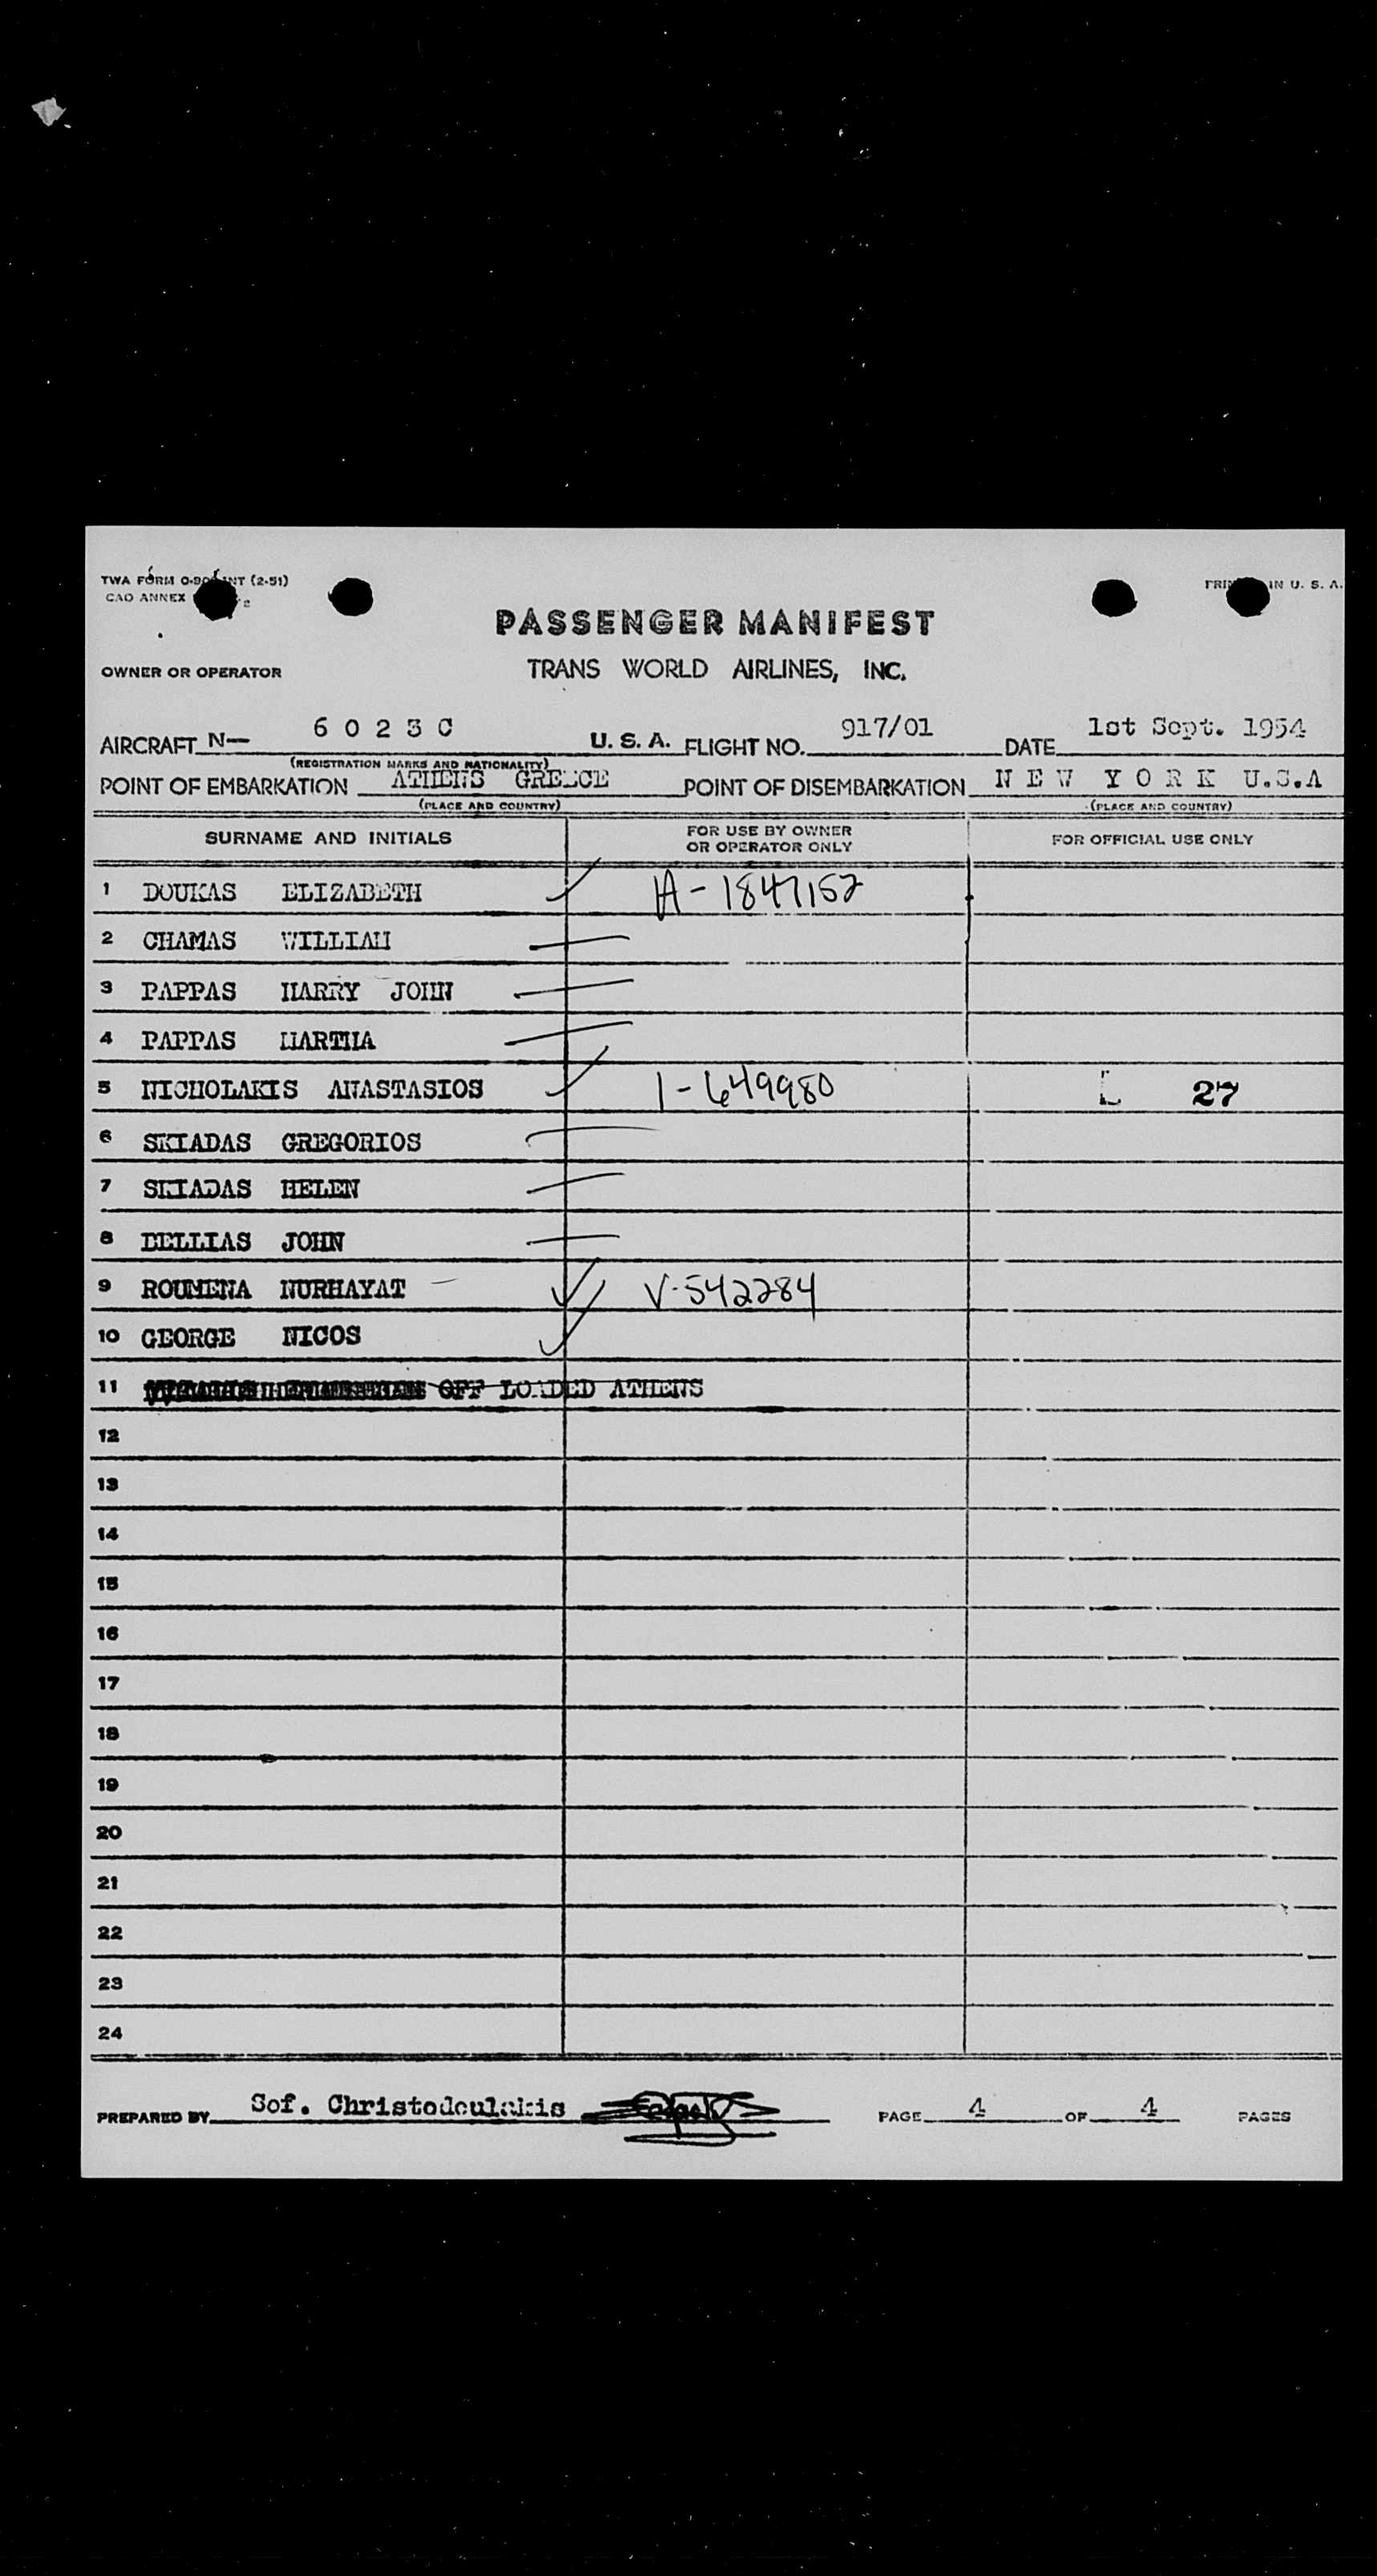 TWA FORM
CAO ANNEX
IN U. S. A.
PASSENGER MANIFEST
OWNER OR OPERATOR TRANS WORLD AIRLINES, INC.
AIRCRAFT N— 6 0 2 3 C U. S. A. FLIGHT NO. 917/01 DATE 1st Sept. 1954
(REGISTRATION MARKS AND NATIONALITY)
POINT OF EMBARKATION ATHENS GREECE POINT OF DISEMBARKATION N E W Y O R K U.S.A
(PLACE AND COUNTRY) (PLACE AND COUNTRY)
SURNAME AND INITIALS FOR USE BY OWNER OR OPERATOR ONLY FOR OFFICIAL USE ONLY
1 DOUKAS ELIZABETH A-1847152
2 CHAMAS WILLIAM
3 PAPPAS HARRY JOHN
4 PAPPAS MARTHA
5 NICHOLAKIS ANASTASIOS 1-649980 27
6 SKIADAS GREGORIOS
7 SKIADAS HELEN
8 DELLIAS JOHN
9 ROUMENA NURHAYAT V-542284
10 GEORGE NICOS
11 OFF LOADED ATHENS
12
13
14
15
16
17
18
19
20
21
22
23
24
PREPARED BY Sof. Christodoulakis PAGE 4 OF 4 PAGES